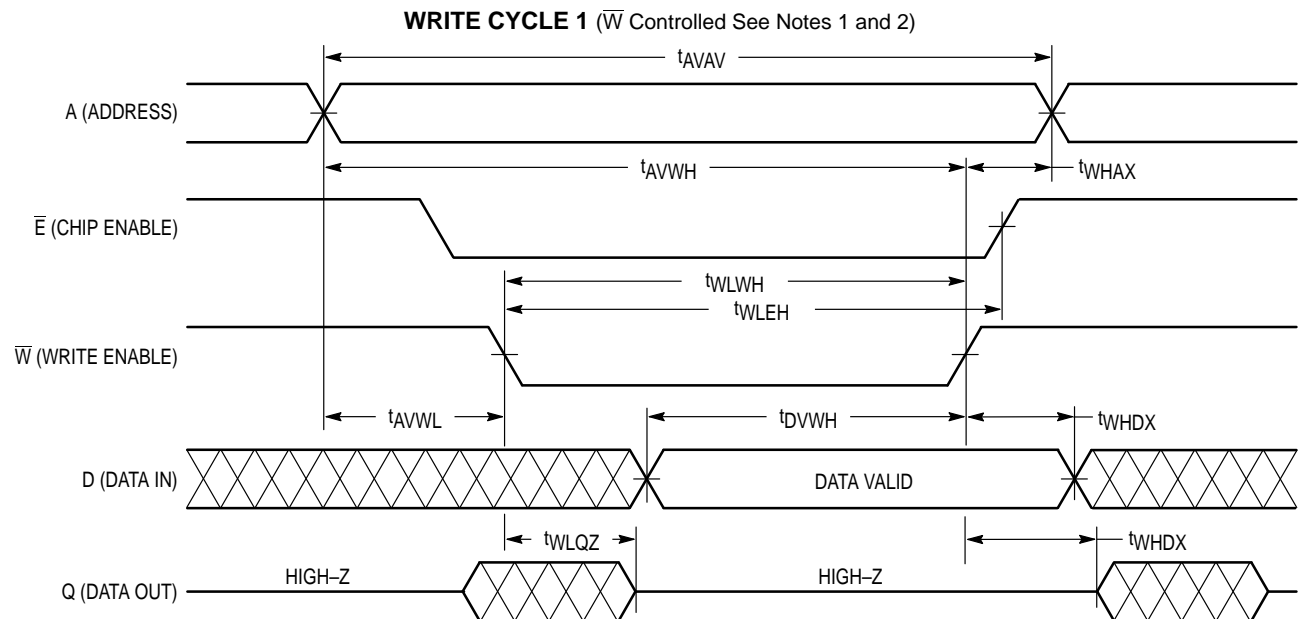 WRITE CYCLE 1 (W̅ Controlled See Notes 1 and 2)
tAVAV
A (ADDRESS)
tAVWH
tWHAX
E̅ (CHIP ENABLE)
tWLWH
tWLEH
W̅ (WRITE ENABLE)
tAVWL
tDVWH
tWHDX
D (DATA IN)
DATA VALID
tWLQZ
tWHDX
HIGH–Z
HIGH–Z
Q (DATA OUT)